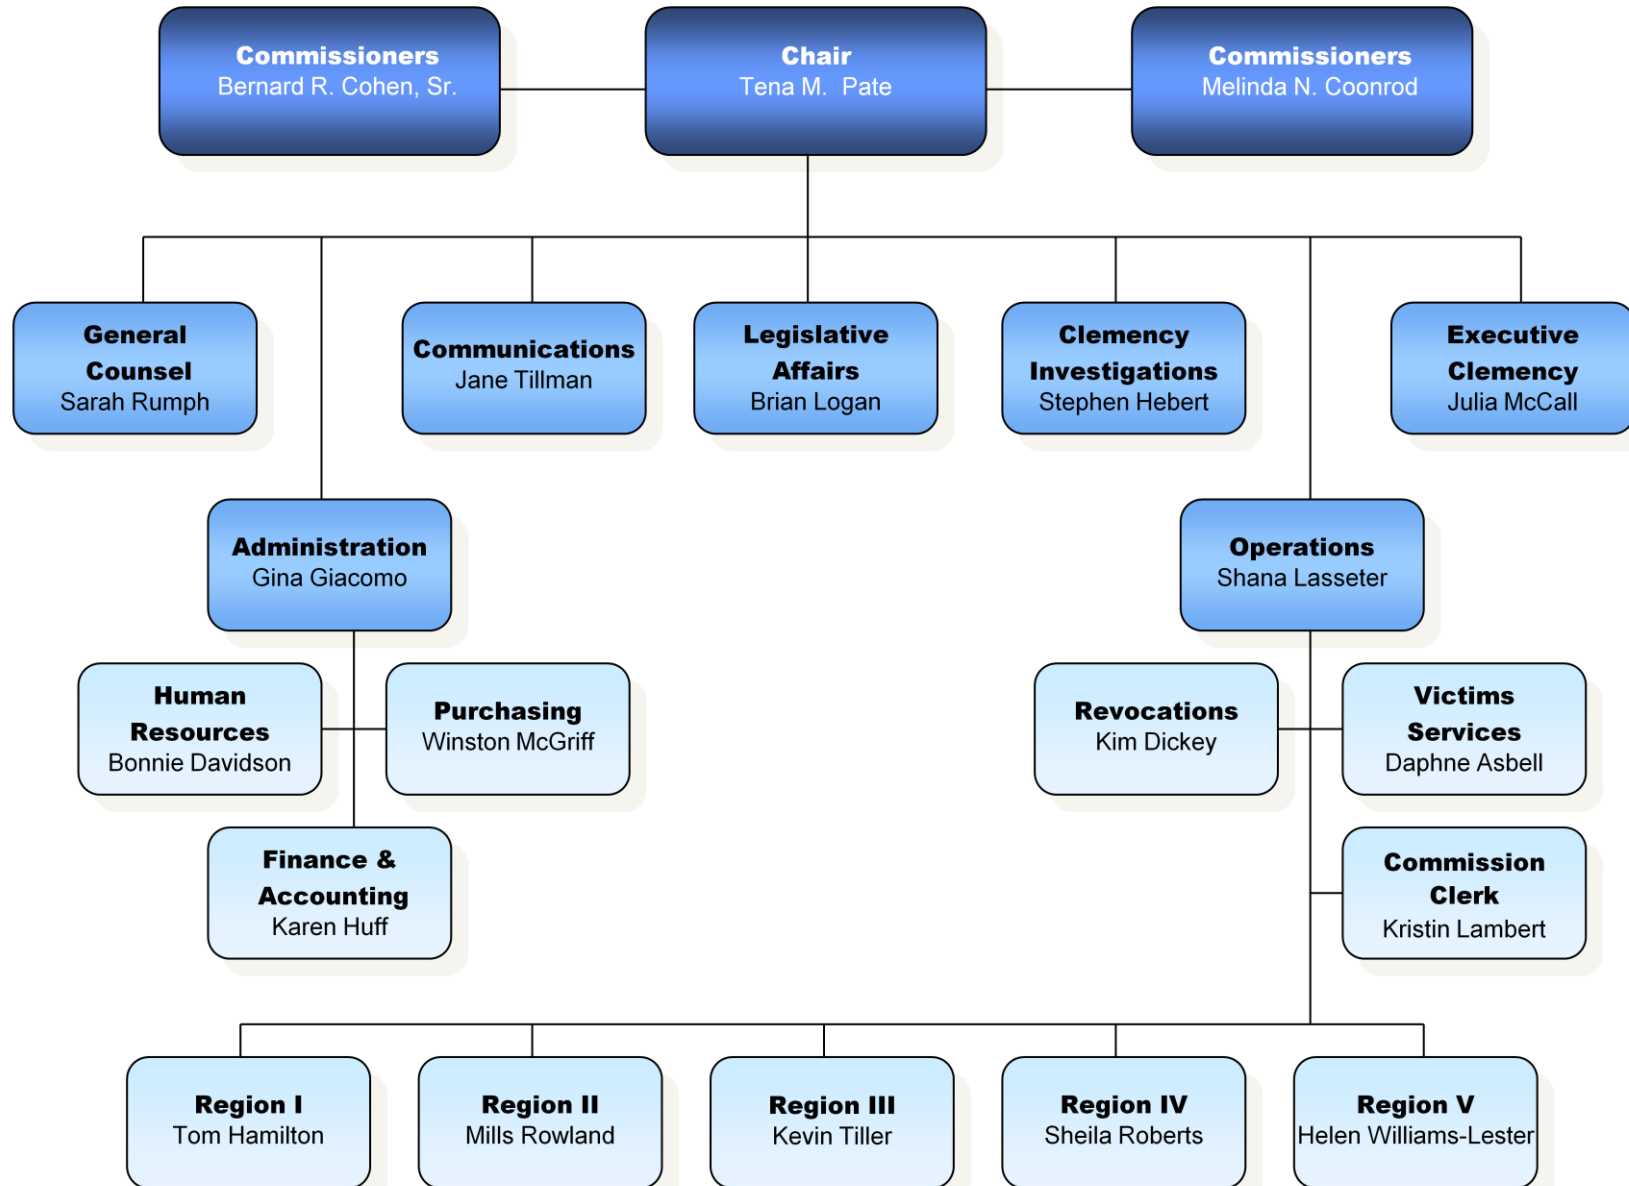 Commissioners
Bernard R. Cohen, Sr.
Chair
Tena M.  Pate
Commissioners
Melinda N. Coonrod
General
Counsel
Sarah Rumph
Communications
Jane Tillman
Legislative
Affairs
Brian Logan
Clemency
Investigations
Stephen Hebert
Executive
Clemency
Julia McCall
Administration
Gina Giacomo
Operations
Shana Lasseter
Human
Resources
Bonnie Davidson
Purchasing
Winston McGriff
Revocations
Kim Dickey
Victims
Services
Daphne Asbell
Finance &
Accounting
Karen Huff
Commission
Clerk
Kristin Lambert
Region I
Tom Hamilton
Region II
Mills Rowland
Region III
Kevin Tiller
Region IV
Sheila Roberts
Region V
Helen Williams-Lester